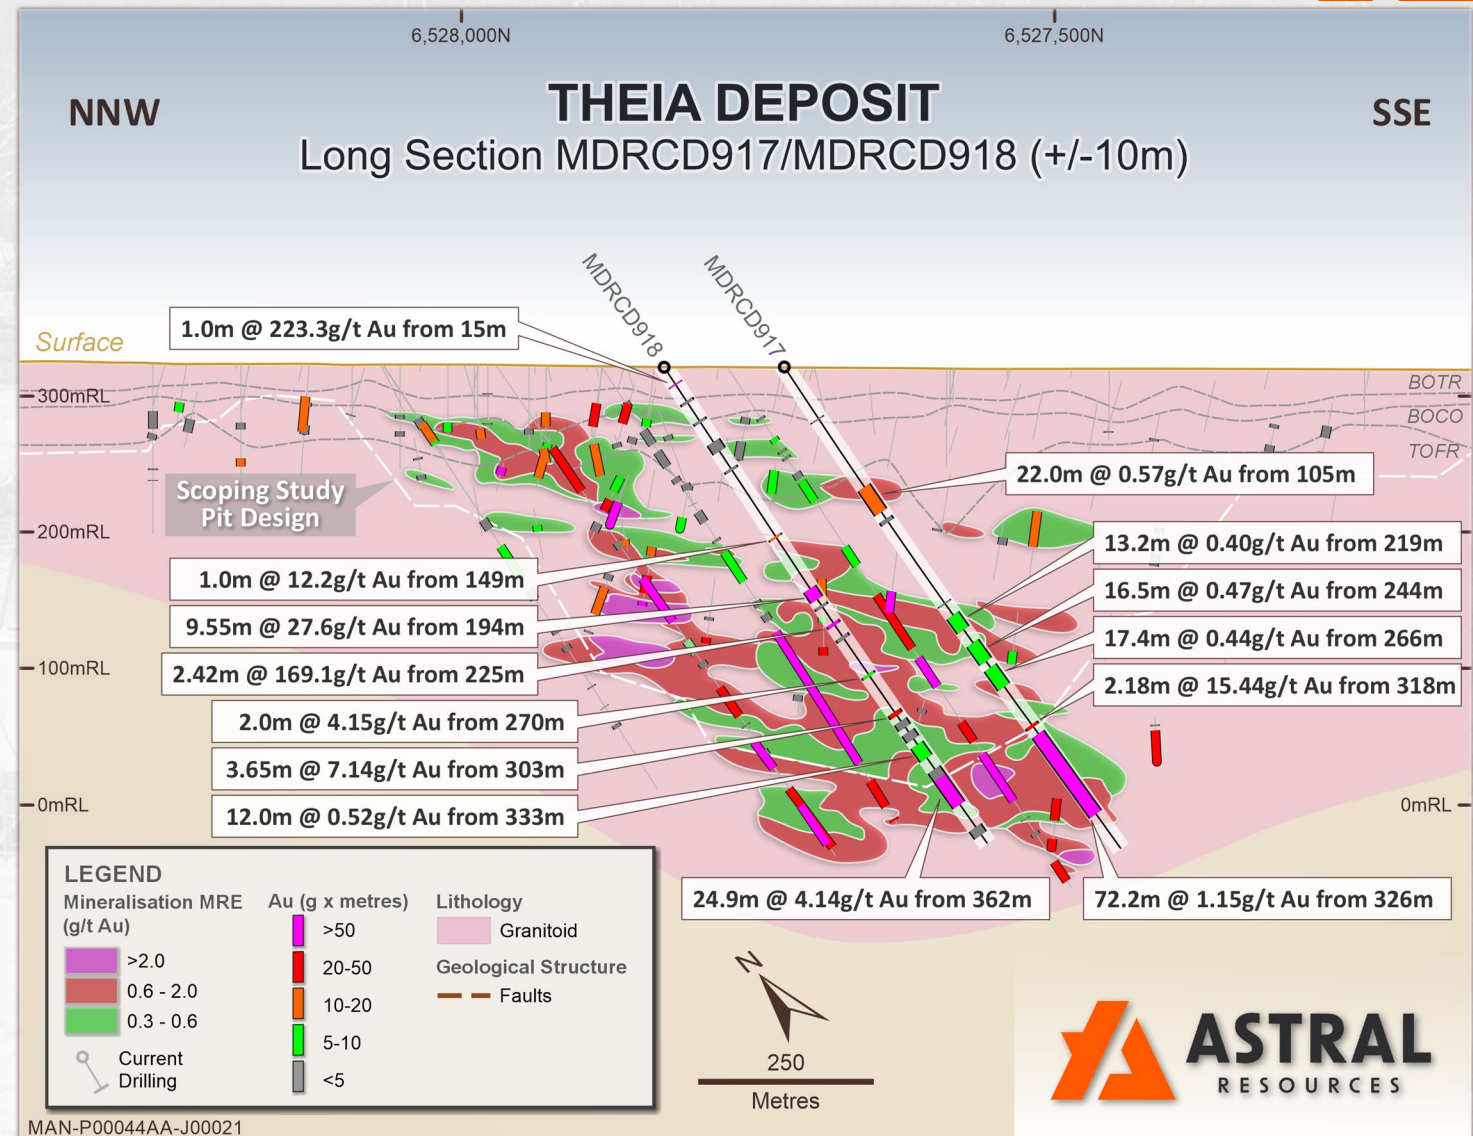 6,528,000N
6,527,500N
NNW
THEIA DEPOSIT
SSE
Long Section MDRCD917/MDRCD918 (+/-10m)
MDRCD918
MDRCD917
1.0m @ 223.3g/t Au from 15m
Surface
BOTR
300mRL
BOCO
TOFR
22.0m @ 0.57g/t Au from 105m
Scoping Study
Pit Design
200mRL
13.2m @ 0.40g/t Au from 219m
1.0m @ 12.2g/t Au from 149m
16.5m @ 0.47g/t Au from 244m
9.55m @ 27.6g/t Au from 194m
17.4m @ 0.44g/t Au from 266m
100mRL
2.42m @ 169.1g/t Au from 225m
2.18m @ 15.44g/t Au from 318m
2.0m @ 4.15g/t Au from 270m
3.65m @ 7.14g/t Au from 303m
0mRL
0mRL
12.0m @ 0.52g/t Au from 333m
24.9m @ 4.14g/t Au from 362m
72.2m @ 1.15g/t Au from 326m
LEGEND
Mineralisation MRE
(g/t Au)
>2.0
0.6 - 2.0
0.3 - 0.6
Current
Drilling
Au (g x metres)
>50
20-50
10-20
5-10
<5
Lithology
Granitoid
Geological Structure
Faults
N
250
Metres
ASTRAL
RESOURCES
MAN-P00044AA-J00021